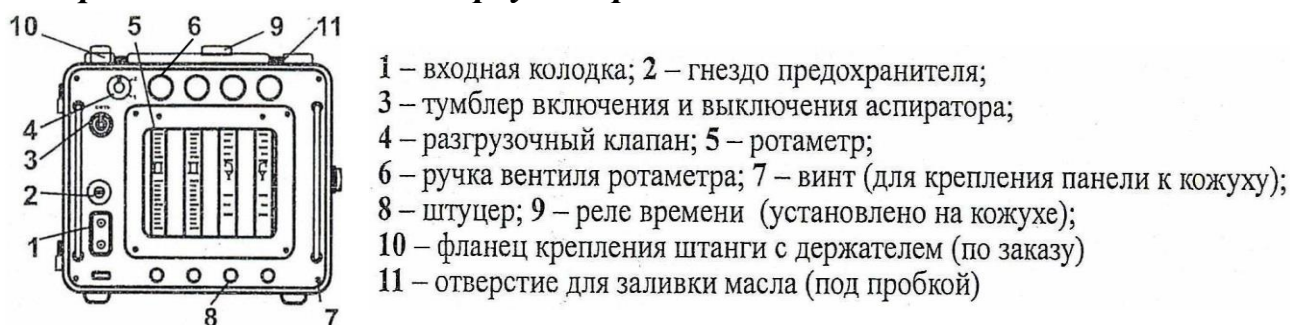 10 5 6 9 11
1 – входная колодка; 2 – гнездо предохранителя;
3 – тумблер включения и выключения аспиратора;
4 – разгрузочный клапан; 5 – ротаметр;
6 – ручка вентиля ротаметра; 7 – винт (для крепления панели к кожуху);
8 – штуцер; 9 – реле времени (установлено на кожухе);
10 – фланец крепления штанги с держателем (по заказу)
11 – отверстие для заливки масла (под пробкой)
4
3
2
1
8 7